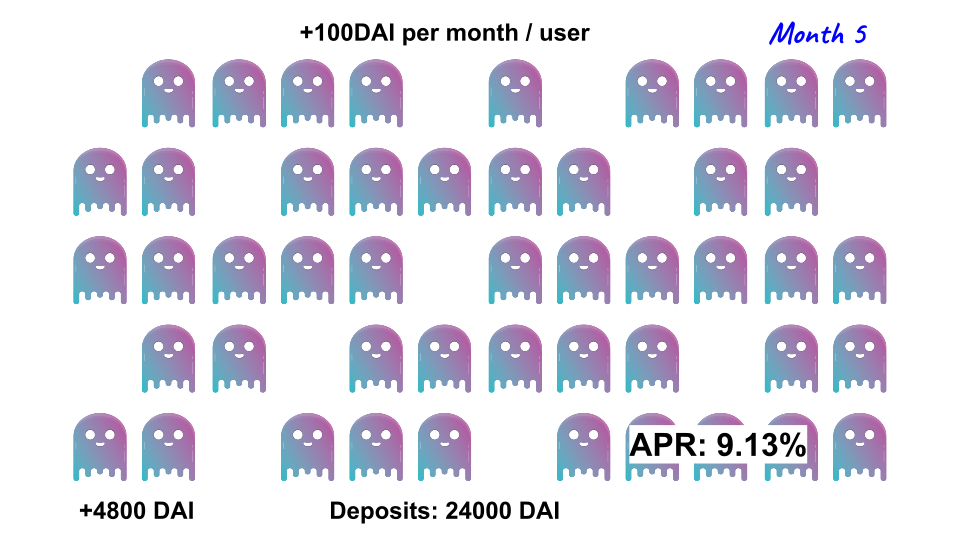 +100DAI per month / user
Month 5
APR: 9.13%
+4800 DAI
Deposits: 24000 DAI